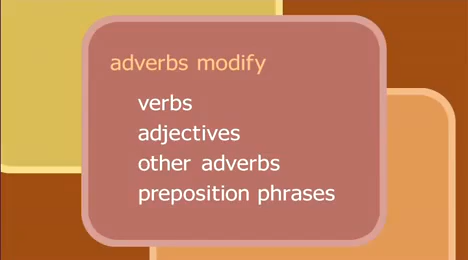 adverbs modify
verbs
adjectives
other adverbs
preposition phrases